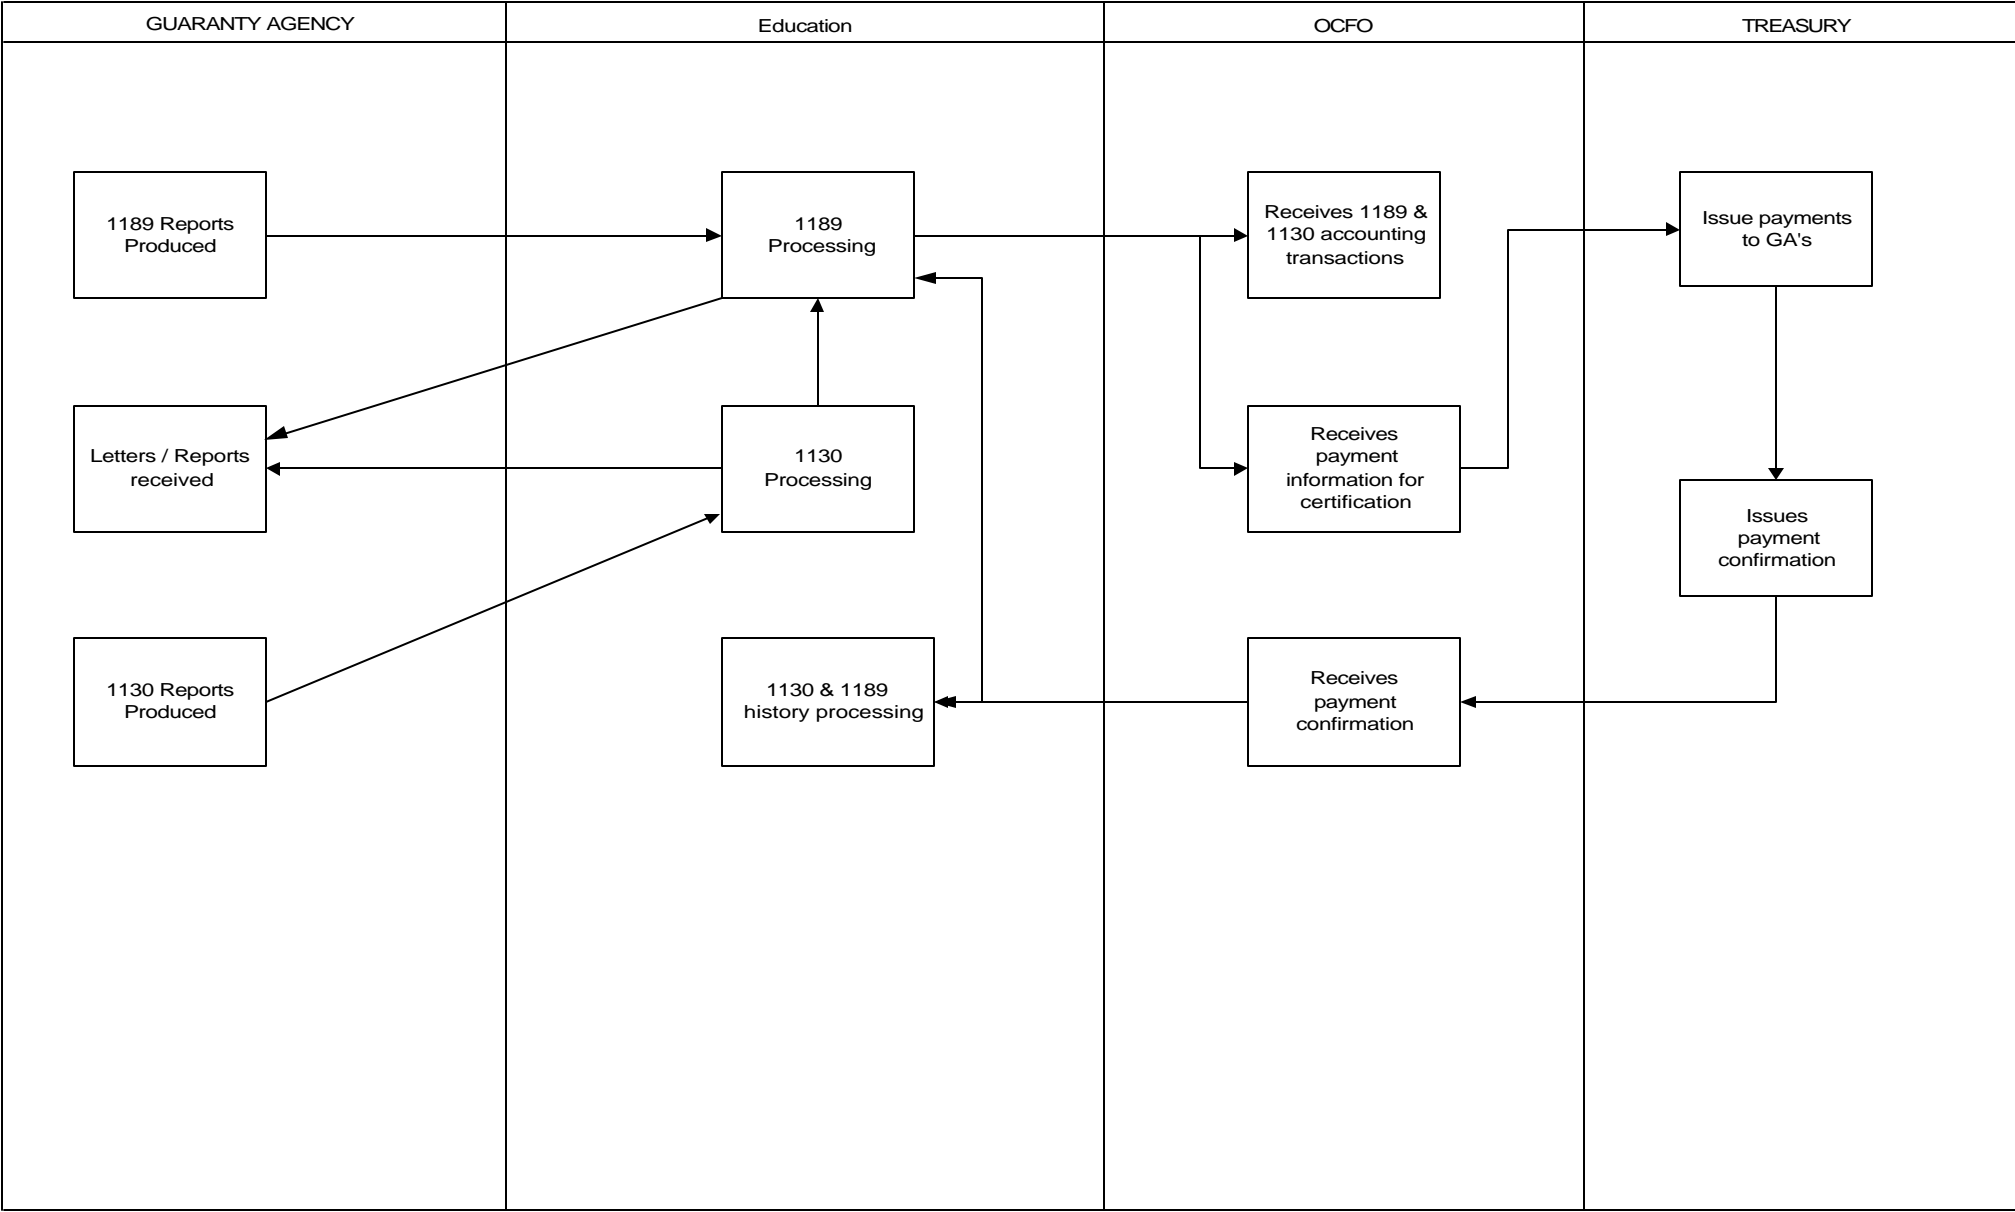 GUARANTY AGENCY
Education
OCFO
TREASURY
1189 Reports
Produced
1189
Processing
Receives 1189 &
1130 accounting
transactions
Issue payments
to GA's
Letters / Reports
received
1130
Processing
Receives
payment
information for
certification
Issues
payment
confirmation
1130 Reports
Produced
1130 & 1189
history processing
Receives
payment
confirmation